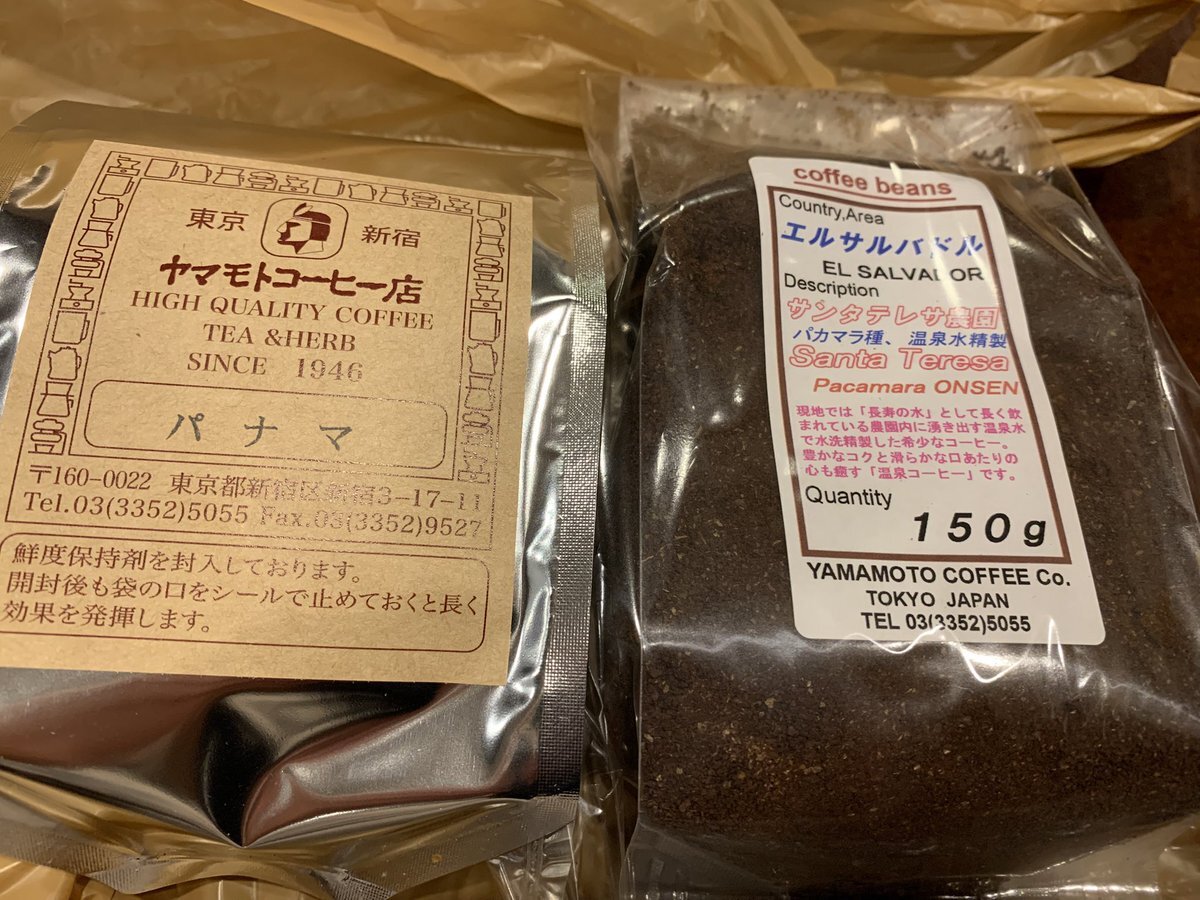 東京 新宿
ヤマモトコーヒー店
HIGH QUALITY COFFEE
TEA &HERB
SINCE 1946
パナマ
〒160-0022 東京都新宿区新宿3-17-11
Tel.03(3352)5055 Fax.03(3352)9527
鮮度保持剤を封入しております。
開封後も袋の口をシールで止めておくと長く
効果を発揮します。
coffee beans
Country,Area
エルサルバドル
EL SALVADOR
Description
サンタテレサ農園
パカマラ種、温泉水精製
Santa Teresa
Pacamara ONSEN
現地では「長寿の水」として長く飲
まれている農園内に湧き出す温泉水
で水洗精製した希少なコーヒー。
豊かなコクと滑らかな口あたりの
心も癒す「温泉コーヒー」です。
Quantity
150g
YAMAMOTO COFFEE Co.
TOKYO JAPAN
TEL 03(3352)5055